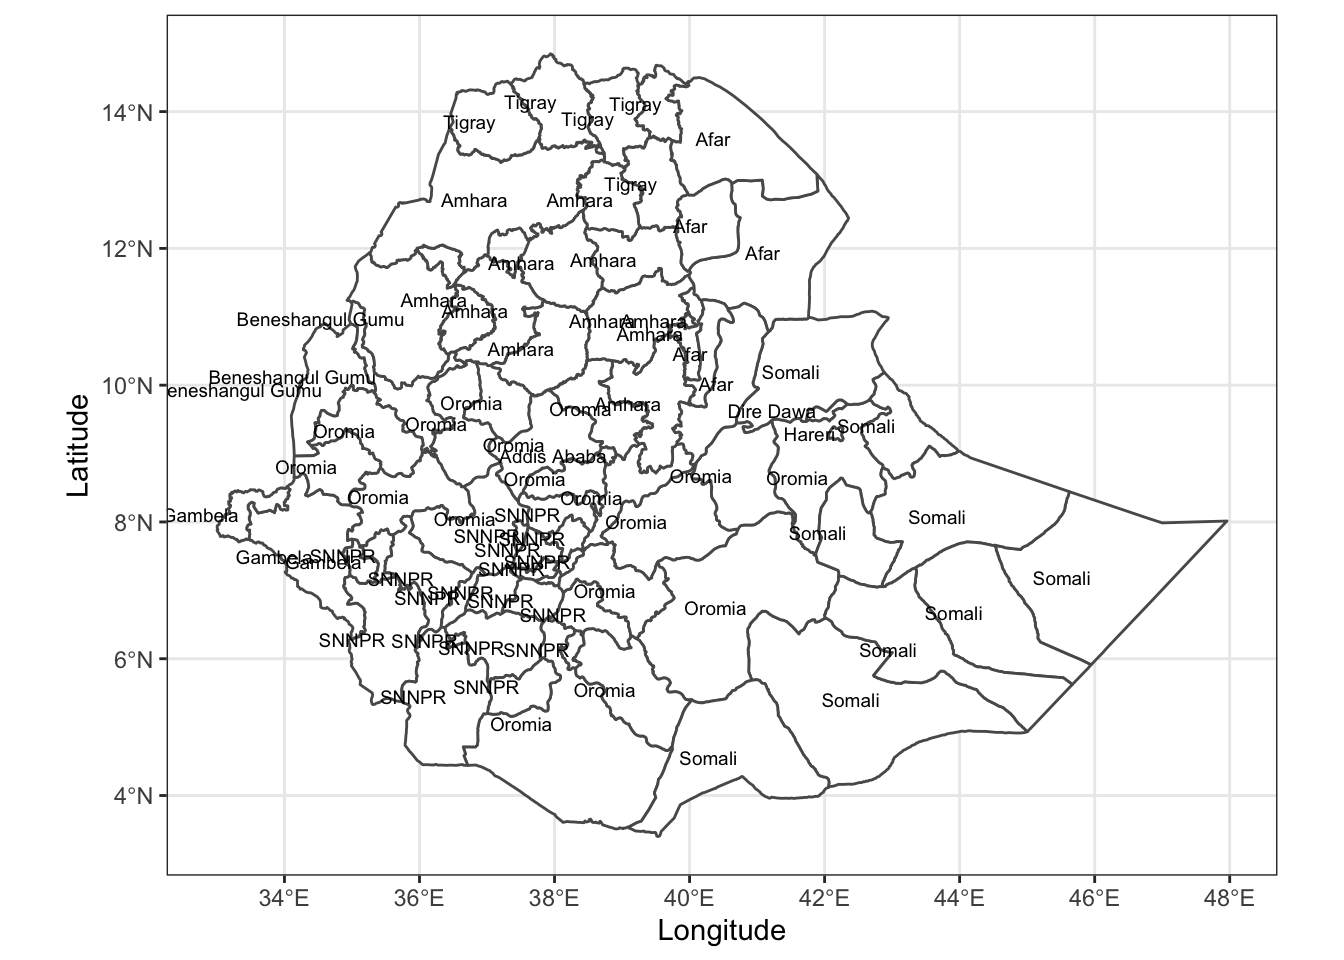 14°N
12°N
10°N
8°N
6°N
4°N
Latitude
Tigray
Tigray
Tigray
Tigray
Afar
Tigray
Amhara
Amhara
Afar
Afar
Amhara
Amhara
Amhara
Amhara
Beneshangul Gumu
Amhara
Amhara
Amhara
Amhara
Afar
Somali
Beneshangul Gumu
eneshangul Gumu
Afar
Oromia
Oromia
Amhara
Dire Dawa
Oromia
Oromia
Hareri
Somali
Oromia
Addis Ababa
Oromia
Oromia
Oromia
Oromia
Oromia
Oromia
Gambela
Oromia
SNNPR
Oromia
Somali
Somali
SNNPR
SNNPR
SNNPR
Gambela
Gambela
SNNPR
SNNPR
SNNPR
SNNPR
SNNPR
SNNPR
SNNPR
Oromia
Somali
SNNPR
Oromia
Somali
SNNPR
SNNPR
SNNPR
SNNPR
Somali
SNNPR
SNNPR
Oromia
Somali
Oromia
Somali
34°E
36°E
38°E
40°E
42°E
44°E
46°E
48°E
Longitude